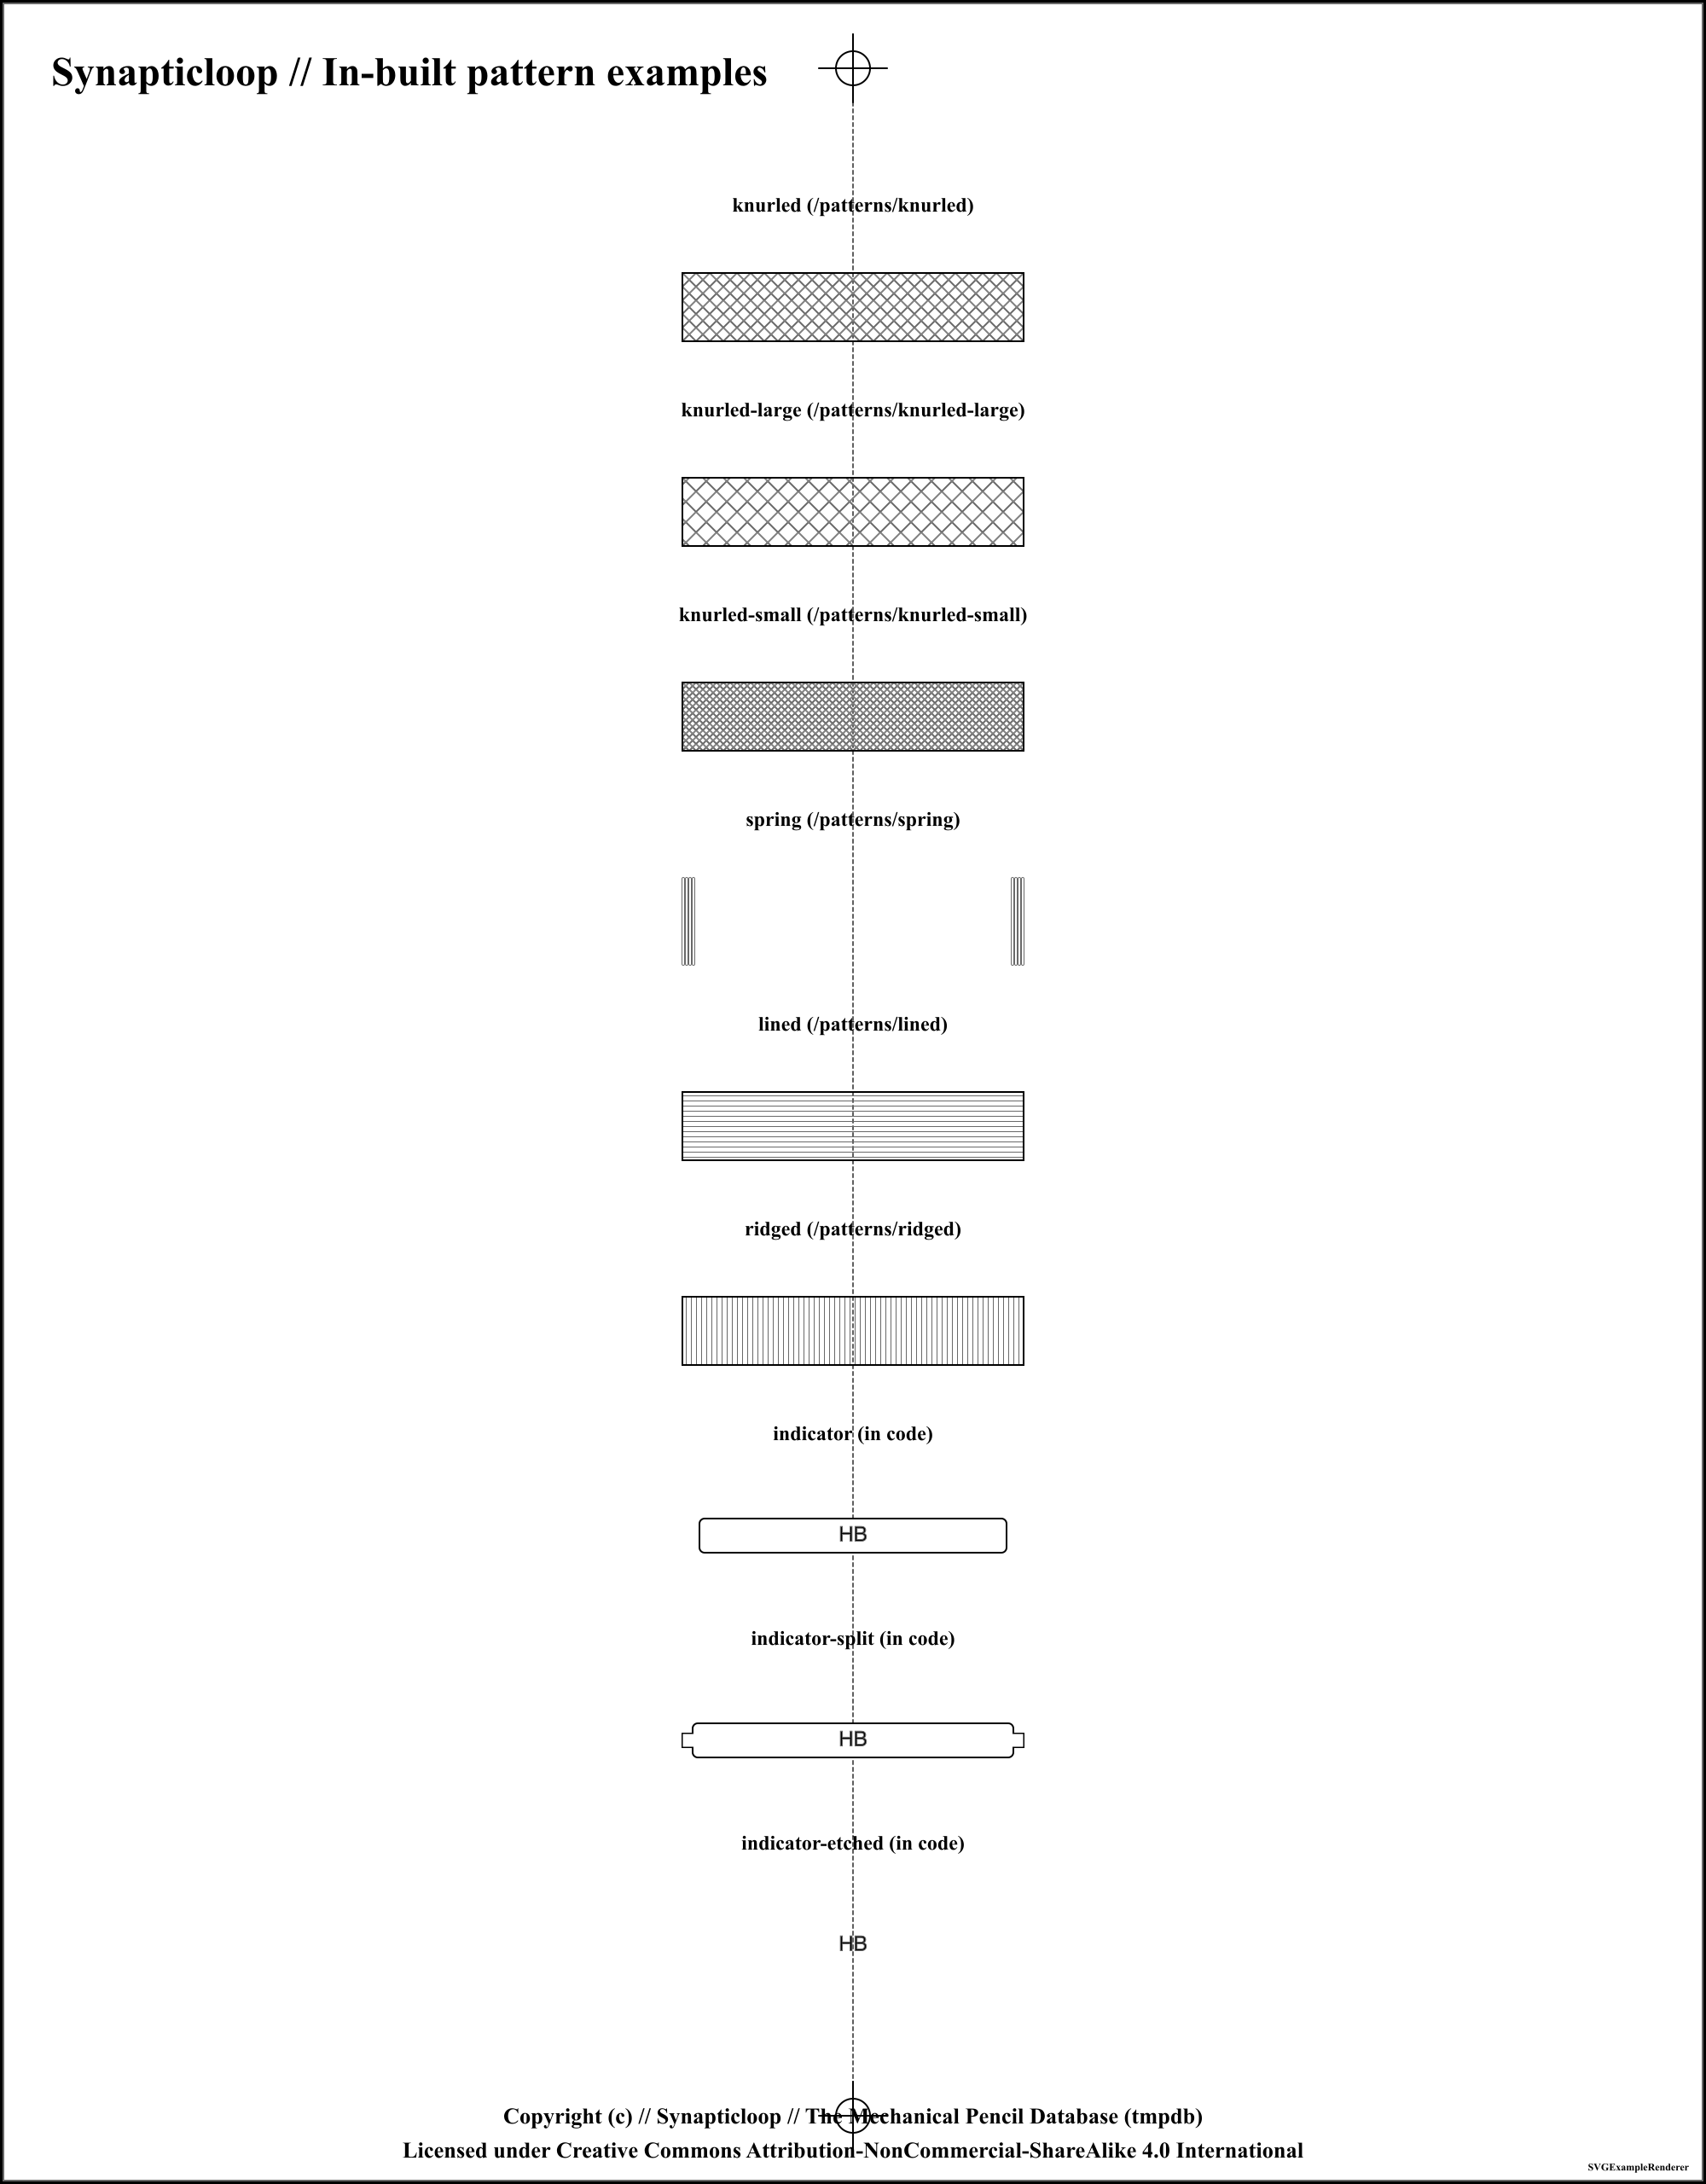 Synapticloop // In-built pattern examples
knurled (/patterns/knurled)
knurled-large (/patterns/knurled-large)
knurled-small (/patterns/knurled-small)
spring (/patterns/spring)
lined (/patterns/lined)
ridged (/patterns/ridged)
indicator (in code)
HB
indicator-split (in code)
HB
indicator-etched (in code)
HB
Copyright (c) // Synapticloop // The Mechanical Pencil Database (tmpdb)
Licensed under Creative Commons Attribution-NonCommercial-ShareAlike 4.0 International
SVGExampleRenderer